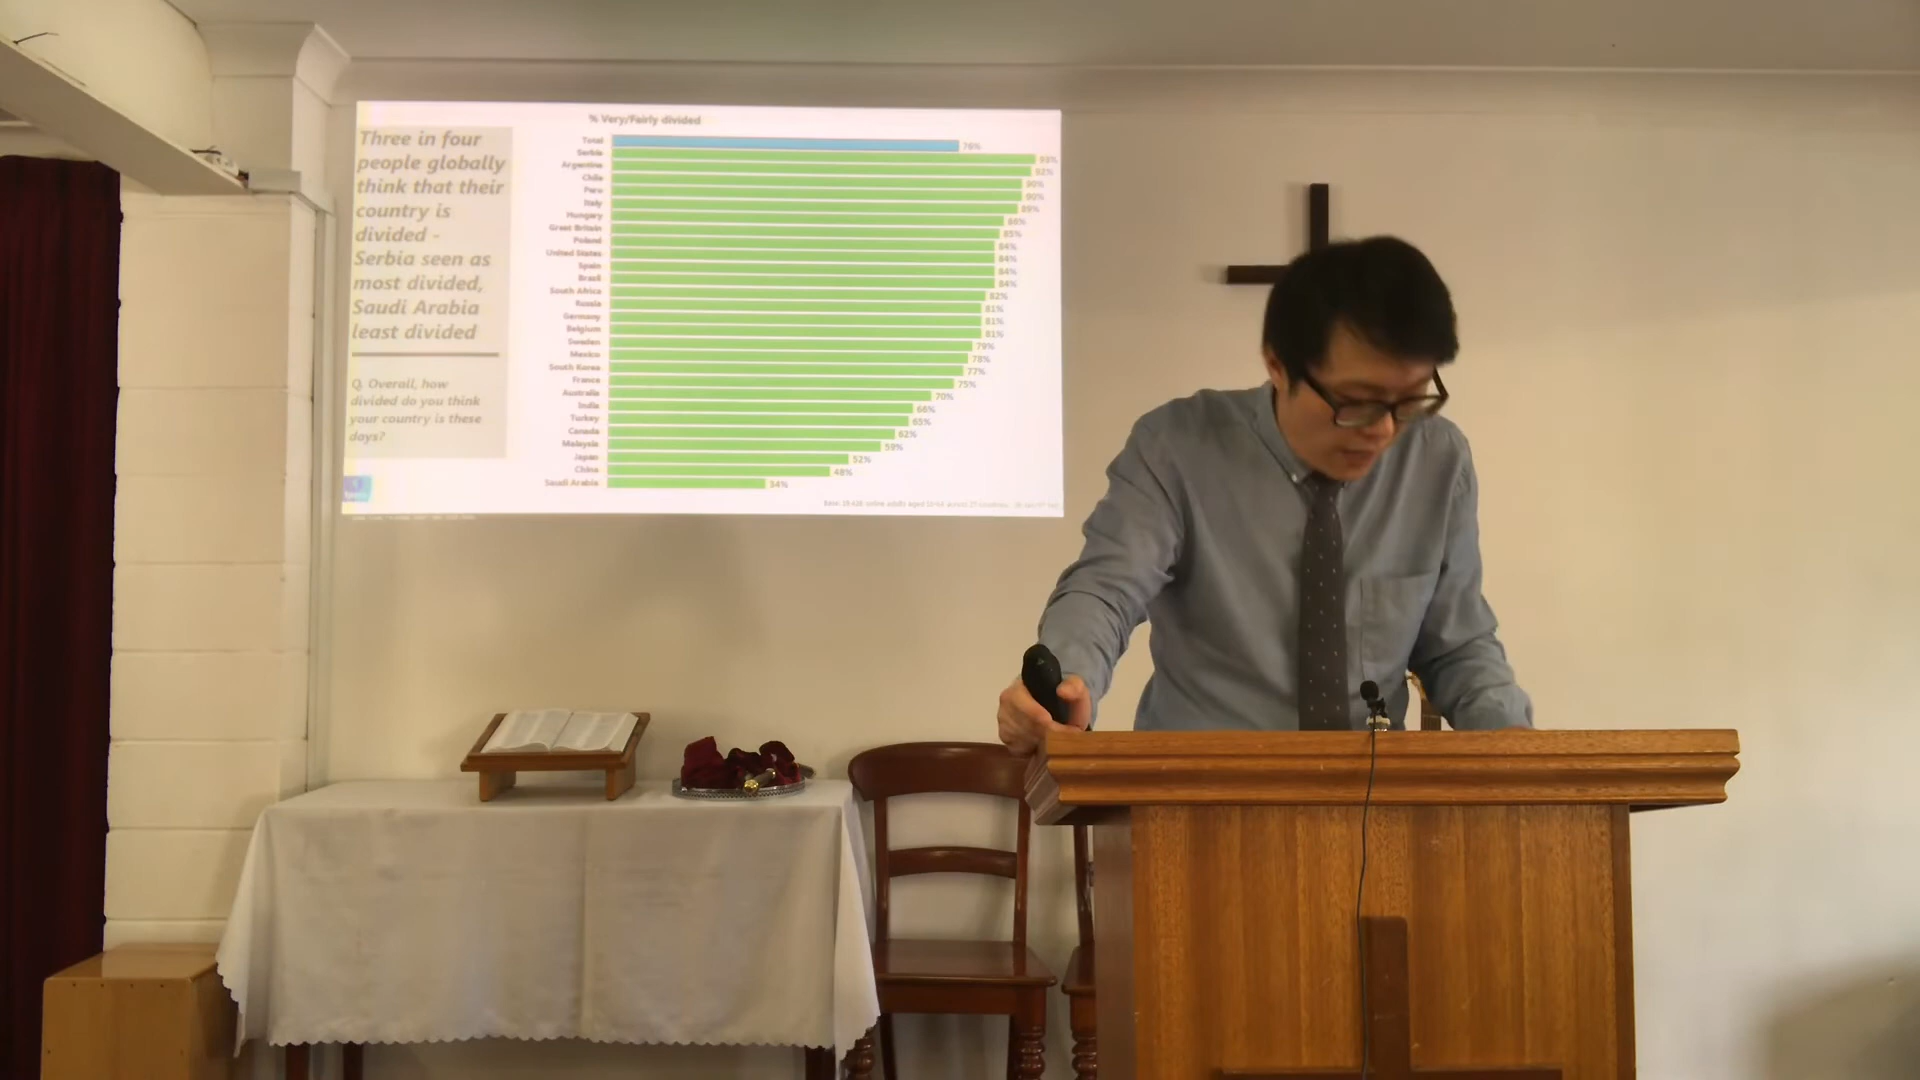 Three in four
people globally
think that their
country is
divided -
Serbia seen as
most divided,
Saudi Arabia
least divided
Q. Overall, how
divided do you think
your country is these
days?
% Very/Fairly divided
Total 76%
Serbia 93%
Argentina 92%
Chile 90%
Peru 90%
Italy 89%
Hungary 86%
Great Britain 85%
Poland 84%
United States 84%
Spain 84%
Brazil 84%
South Africa 82%
Russia 81%
Germany 81%
Belgium 81%
Sweden 79%
Mexico 78%
South Korea 77%
France 75%
Australia 70%
India 66%
Turkey 65%
Canada 62%
Malaysia 59%
Japan 52%
China 48%
Saudi Arabia 34%